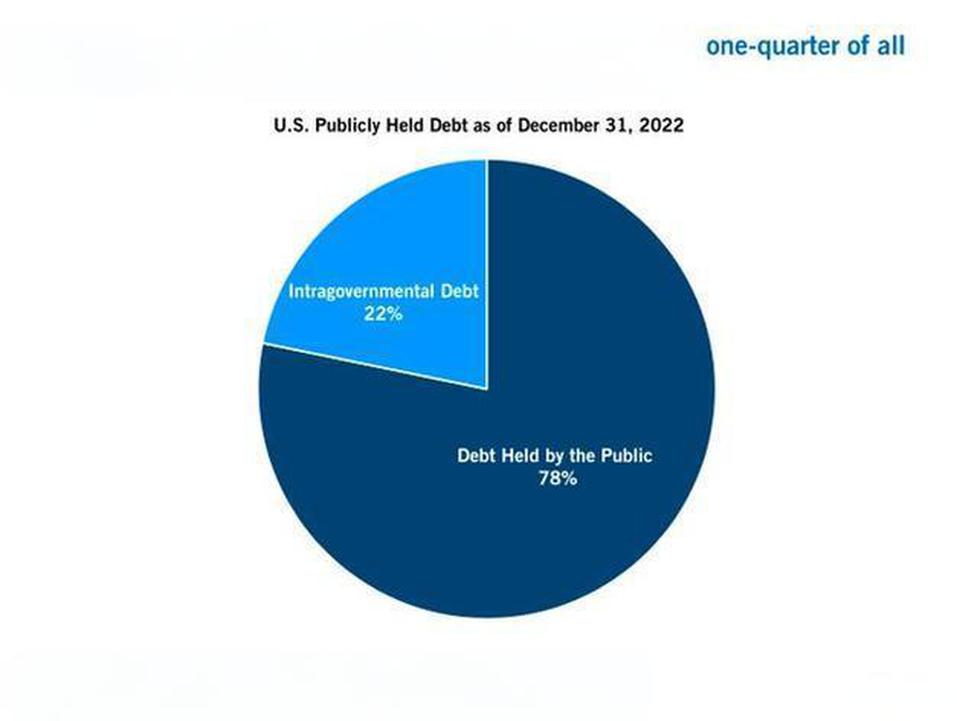 one-quarter of all
U.S. Publicly Held Debt as of December 31, 2022
Intragovernmental Debt
22%
Debt Held by the Public
78%